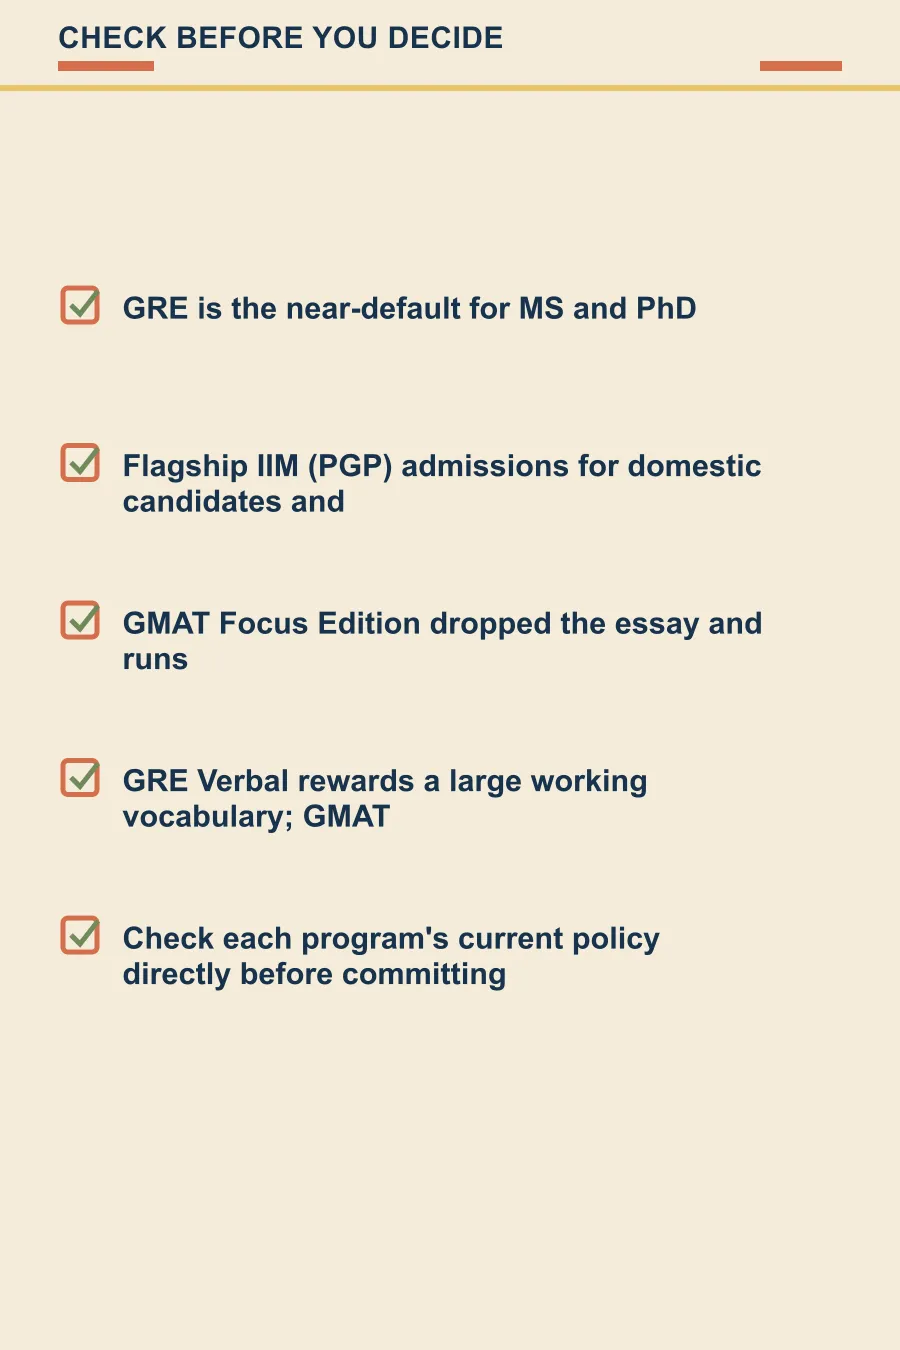 CHECK BEFORE YOU DECIDE
GRE is the near-default for MS and PhD
Flagship IIM (PGP) admissions for domestic
candidates and
GMAT Focus Edition dropped the essay and
runs
GRE Verbal rewards a large working
vocabulary; GMAT
Check each program's current policy
directly before committing